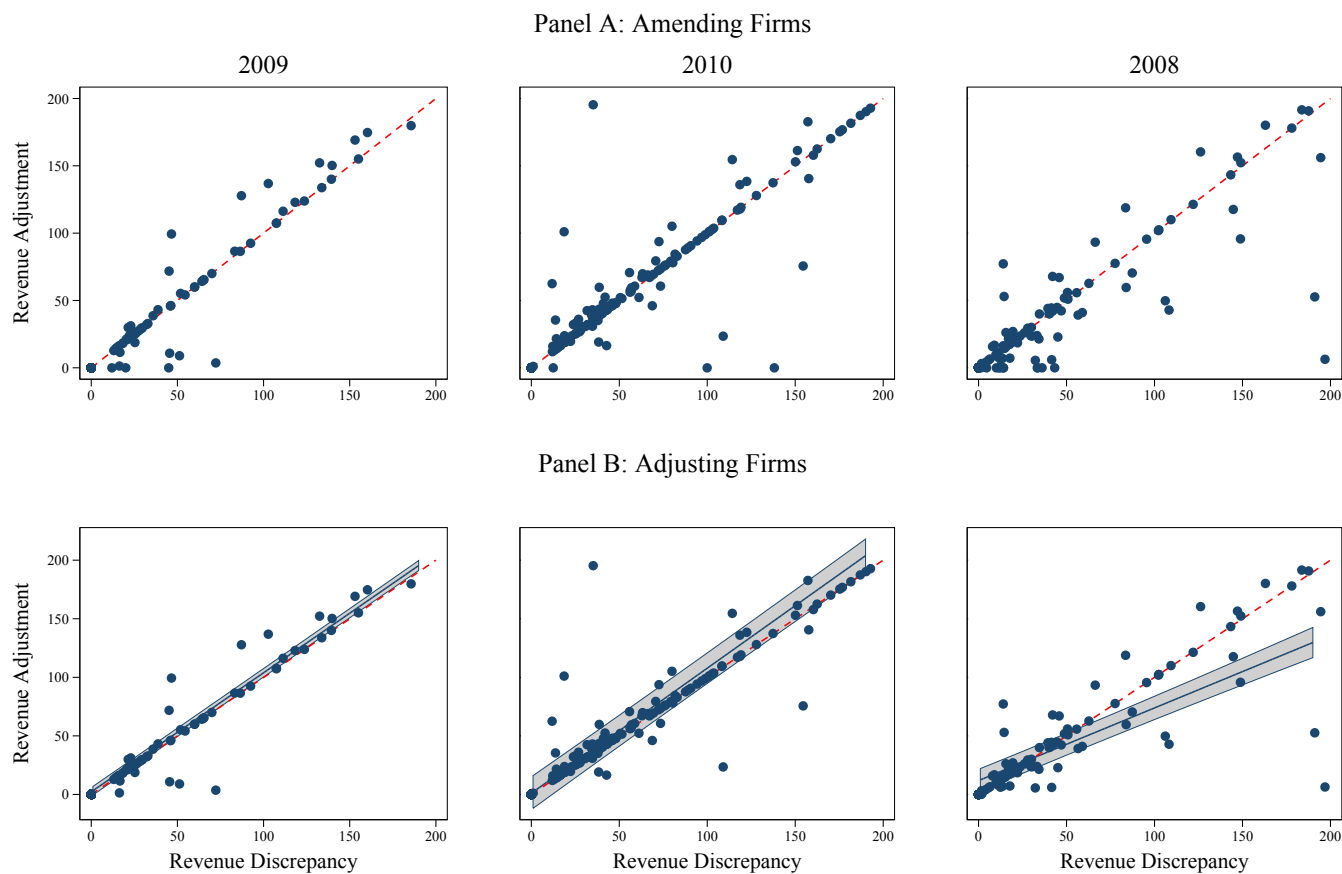 Panel A: Amending Firms
2009
2010
2008
Revenue Adjustment
200
150
100
50
0
0 50 100 150 200
0 50 100 150 200
0 50 100 150 200
Panel B: Adjusting Firms
Revenue Adjustment
200
150
100
50
0
0 50 100 150 200
0 50 100 150 200
0 50 100 150 200
Revenue Discrepancy
Revenue Discrepancy
Revenue Discrepancy